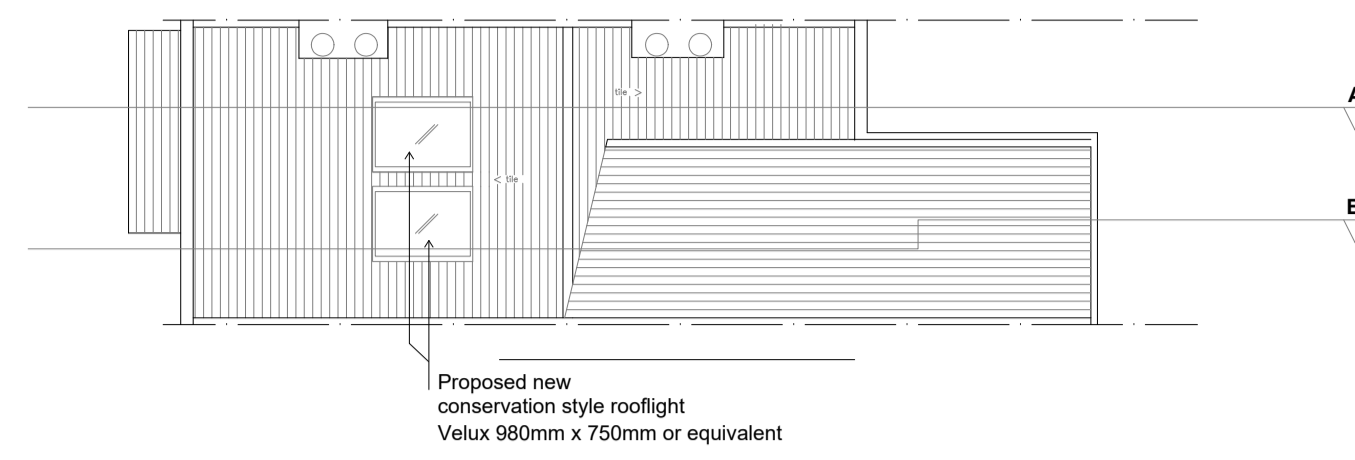 A
tile >
< tile
Proposed new
conservation style rooflight
Velux 980mm x 750mm or equivalent